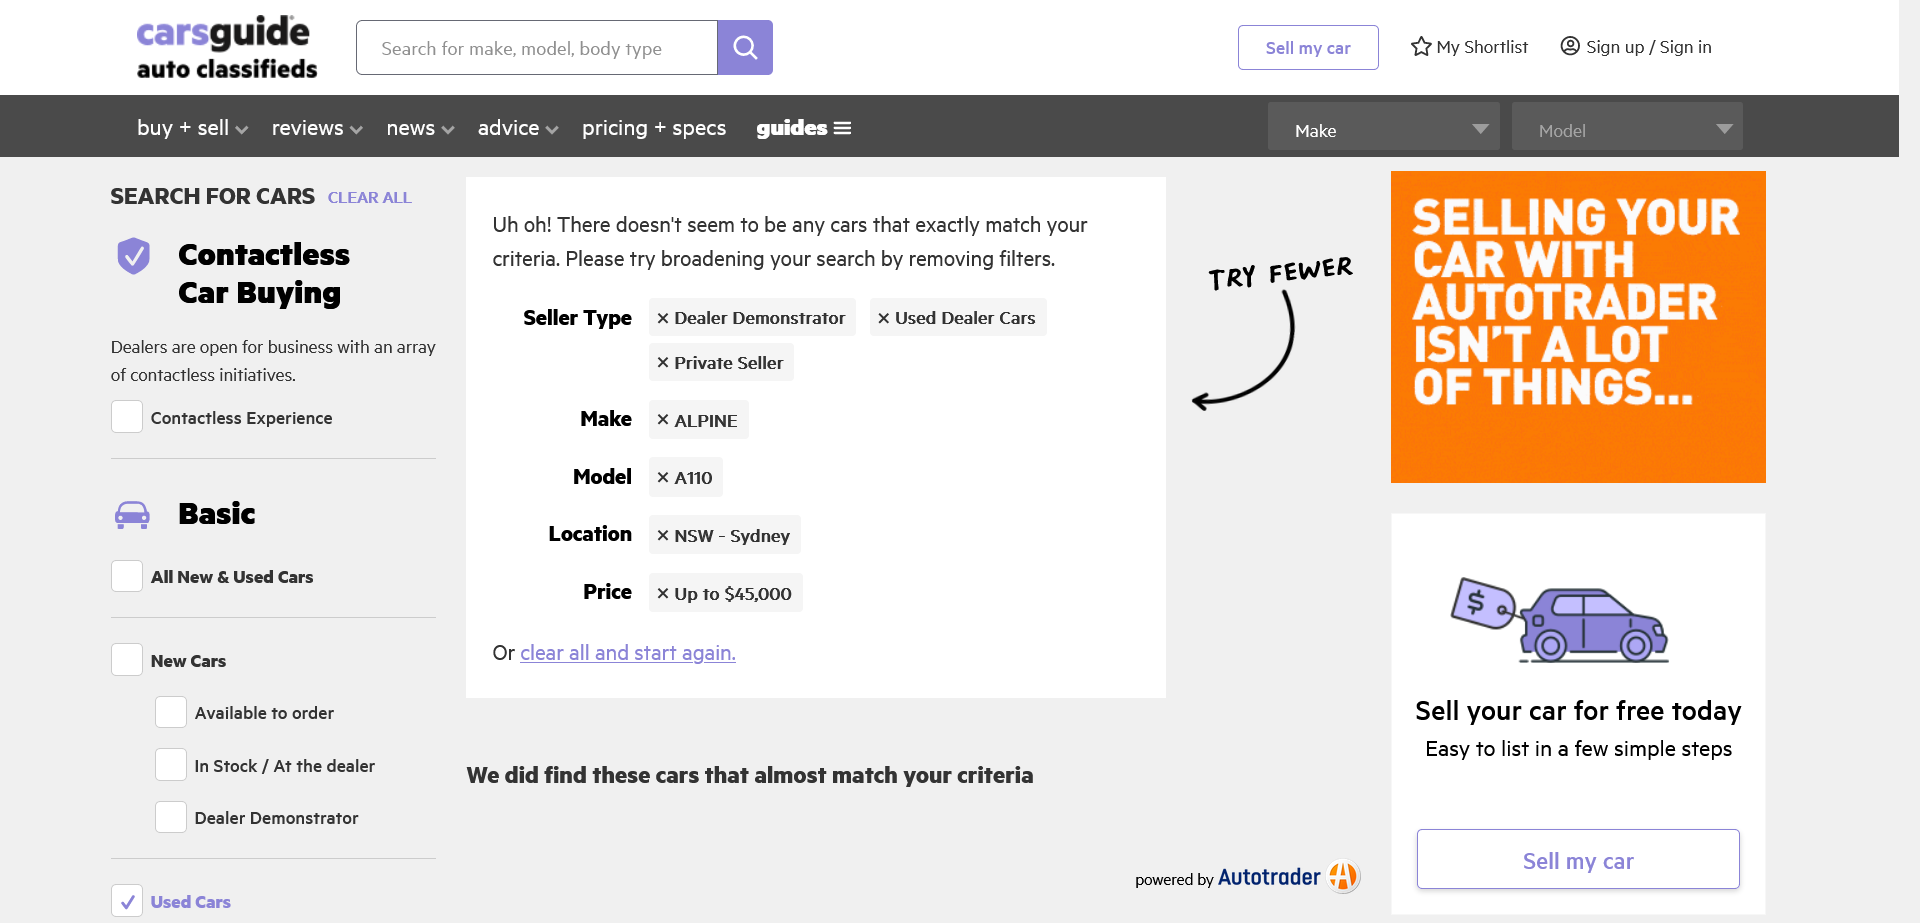 carsguide
auto classifieds
Search for make, model, body type
Sell my car
My Shortlist
Sign up / Sign in
buy + sell
reviews
news
advice
pricing + specs
guides
Make
Model
SEARCH FOR CARS CLEAR ALL
Contactless
Car Buying
Dealers are open for business with an array
of contactless initiatives.
Contactless Experience
Basic
All New & Used Cars
New Cars
Available to order
In Stock / At the dealer
Dealer Demonstrator
Used Cars
Uh oh! There doesn't seem to be any cars that exactly match your
criteria. Please try broadening your search by removing filters.
Seller Type × Dealer Demonstrator × Used Dealer Cars
× Private Seller
Make × ALPINE
Model × A110
Location × NSW - Sydney
Price × Up to $45,000
Or clear all and start again.
TRY FEWER
We did find these cars that almost match your criteria
powered by Autotrader
SELLING YOUR
CAR WITH
AUTOTRADER
ISN'T A LOT
OF THINGS...
$
Sell your car for free today
Easy to list in a few simple steps
Sell my car